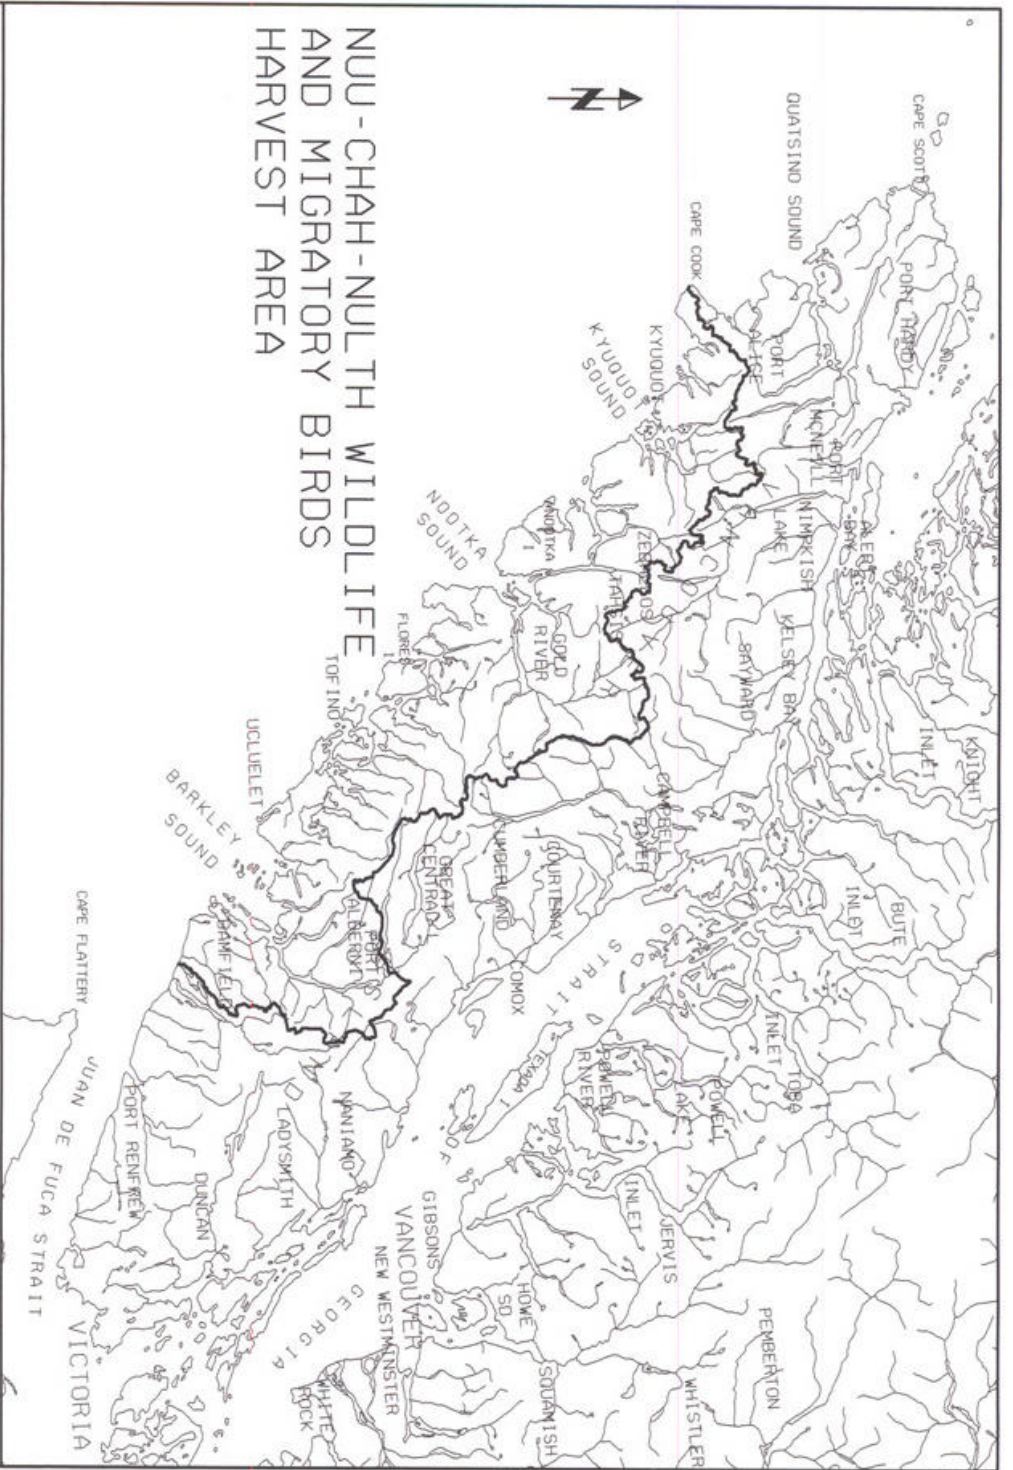 NUU-CHAH-NULTH WILDLIFE
AND MIGRATORY BIRDS
HARVEST AREA
N
CAPE SCOTT
QUATSINO SOUND
CAPE COOK
PORT HARDY
PORT
ALICE
KYUQUOT
KYUQUOT
SOUND
PORT
MCNEILL
ALERT
BAY
NIMPKISH
LAKE
ZEBALLOS
TAHSIS
NOOTKA
I
NOOTKA
SOUND
GOLD
RIVER
KELSEY BAY
SAYWARD
KNIGHT
INLET
FLORES
I
TOFINO
UCLUELET
BARKLEY
SOUND
CAMPBELL
RIVER
COURTENAY
CUMBERLAND
COMOX
GREAT
CENTRAL
PORT
ALBERNI
BAMFIELD
BUTE
INLET
TOBA
INLET
POWELL
LAKE
POWELL
RIVER
TEXADA I
STRAIT OF GEORGIA
JERVIS
INLET
CAPE FLATTERY
JUAN DE FUCA STRAIT
PORT RENFREW
NANIAMO
LADYSMITH
DUNCAN
VICTORIA
GIBSONS
VANCOUVER
NEW WESTMINSTER
WHITE
ROCK
HOWE
SD
SQUAMISH
WHISTLER
PEMBERTON